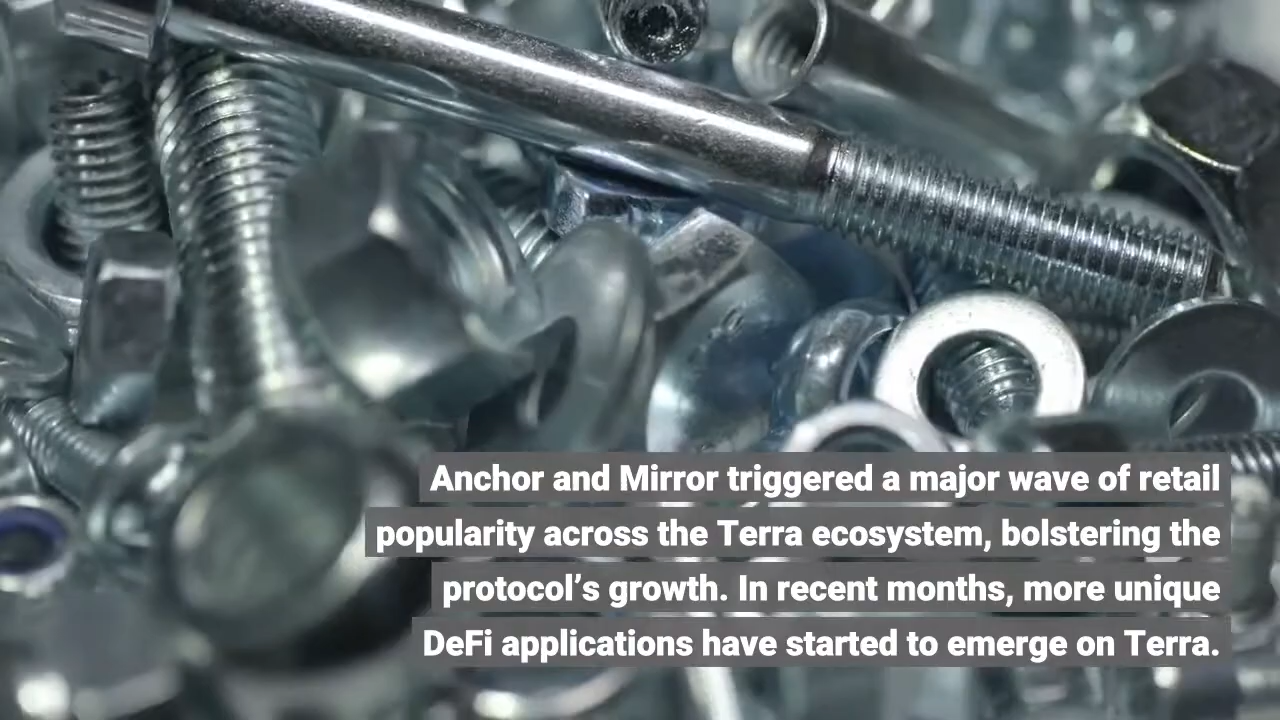 Anchor and Mirror triggered a major wave of retail
popularity across the Terra ecosystem, bolstering the
protocol’s growth. In recent months, more unique
DeFi applications have started to emerge on Terra.